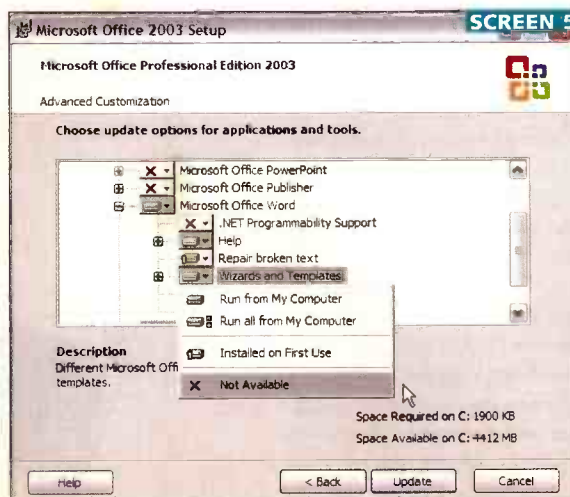 SCREEN 5
Microsoft Office 2003 Setup
Microsoft Office Professional Edition 2003
Advanced Customization
Choose update options for applications and tools.
Microsoft Office PowerPoint
Microsoft Office Publisher
Microsoft Office Word
.NET Programmability Support
Help
Repair broken text
Wizards and Templates
Run from My Computer
Run all from My Computer
Installed on First Use
Not Available
Description
Different Microsoft Offi
templates.
Space Required on C: 1900 KB
Space Available on C: 4412 MB
Help
< Back
Update
Cancel